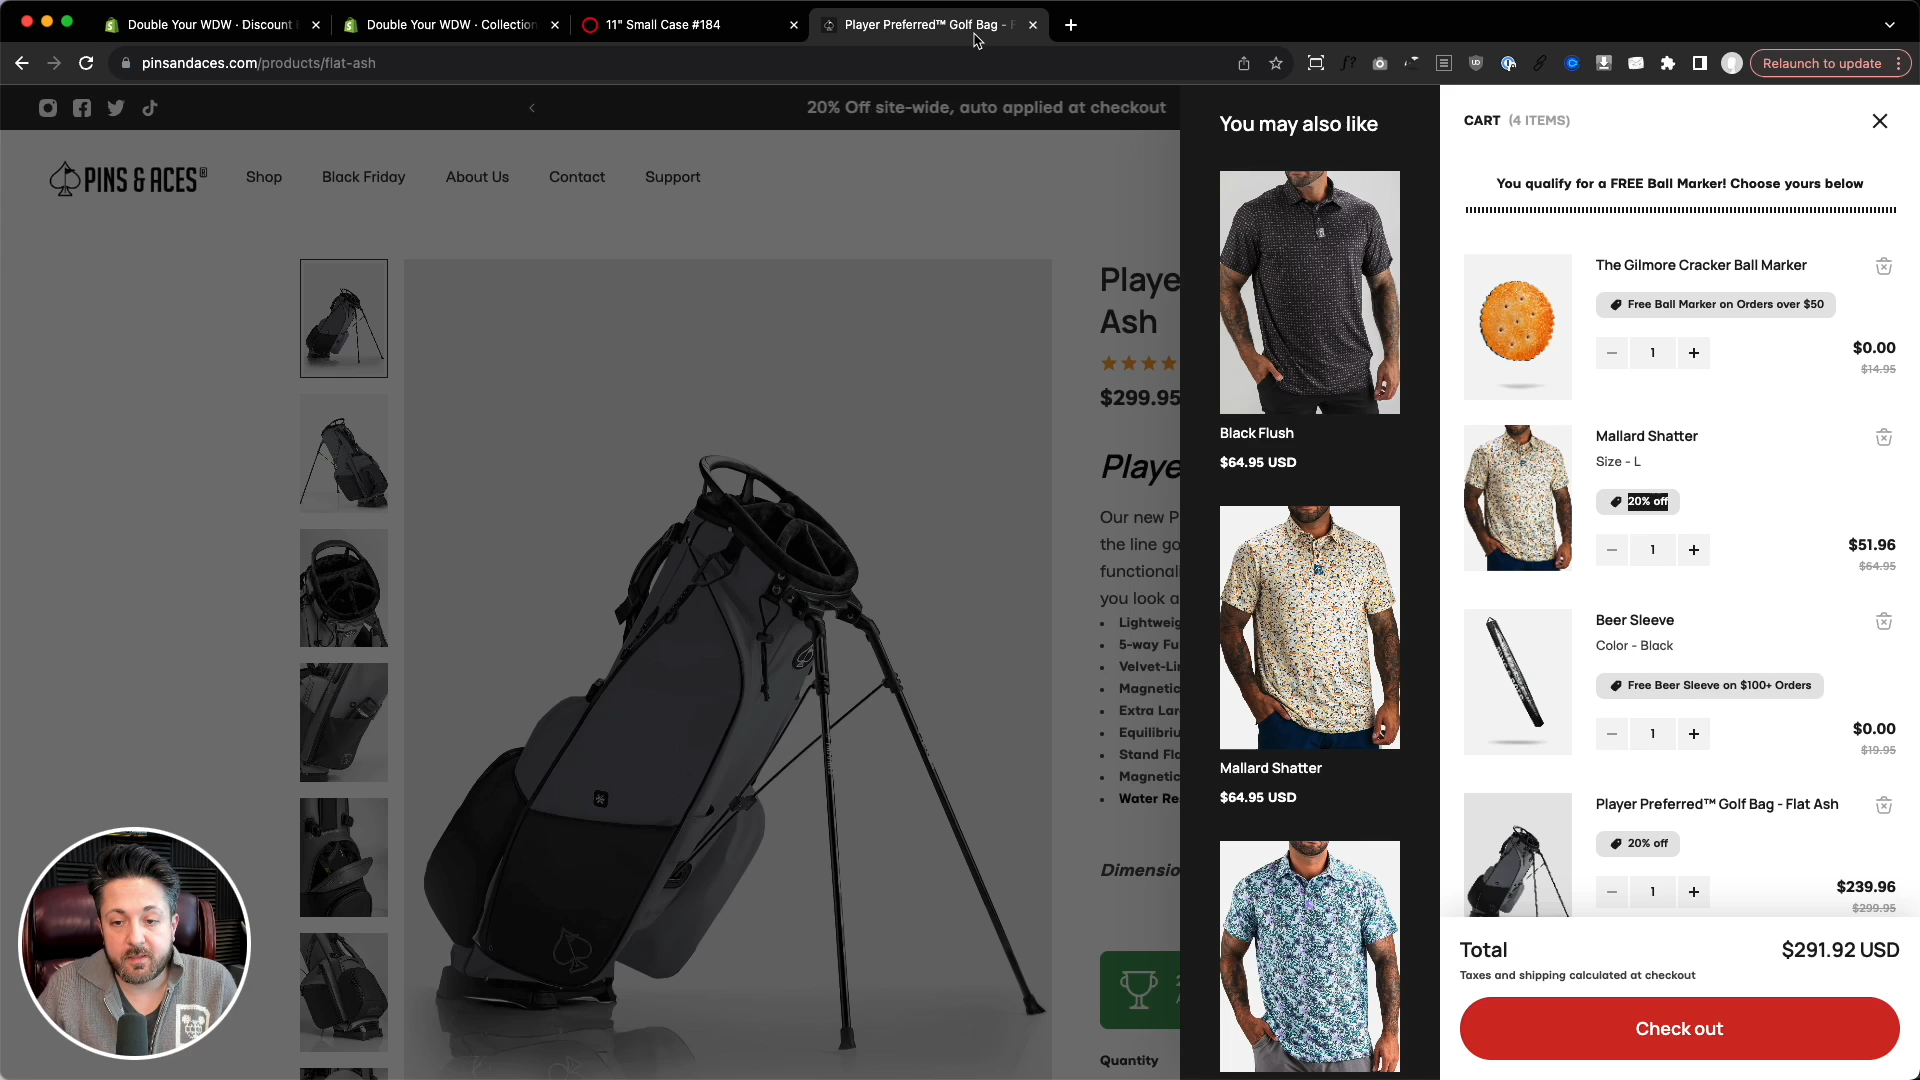 Double Your WDW · Discount
Double Your WDW · Collection
11" Small Case #184
Player Preferred™ Golf Bag - F
pinsandaces.com/products/flat-ash
Relaunch to update
20% Off site-wide, auto applied at checkout
PINS & ACES
Shop
Black Friday
About Us
Contact
Support
Playe
Ash
$299.95
Playe
Our new P
the line go
functionali
you look a
Lightweig
5-way Fu
Velvet-Li
Magnetic
Extra Lar
Equilibriu
Stand Fla
Magnetic
Water Re
Dimensio
Quantity
You may also like
Black Flush
$64.95 USD
Mallard Shatter
$64.95 USD
CART (4 ITEMS)
You qualify for a FREE Ball Marker! Choose yours below
The Gilmore Cracker Ball Marker
Free Ball Marker on Orders over $50
1
$0.00
$14.95
Mallard Shatter
Size - L
20% off
1
$51.96
$64.95
Beer Sleeve
Color - Black
Free Beer Sleeve on $100+ Orders
1
$0.00
$19.95
Player Preferred™ Golf Bag - Flat Ash
20% off
1
$239.96
$299.95
Total
$291.92 USD
Taxes and shipping calculated at checkout
Check out